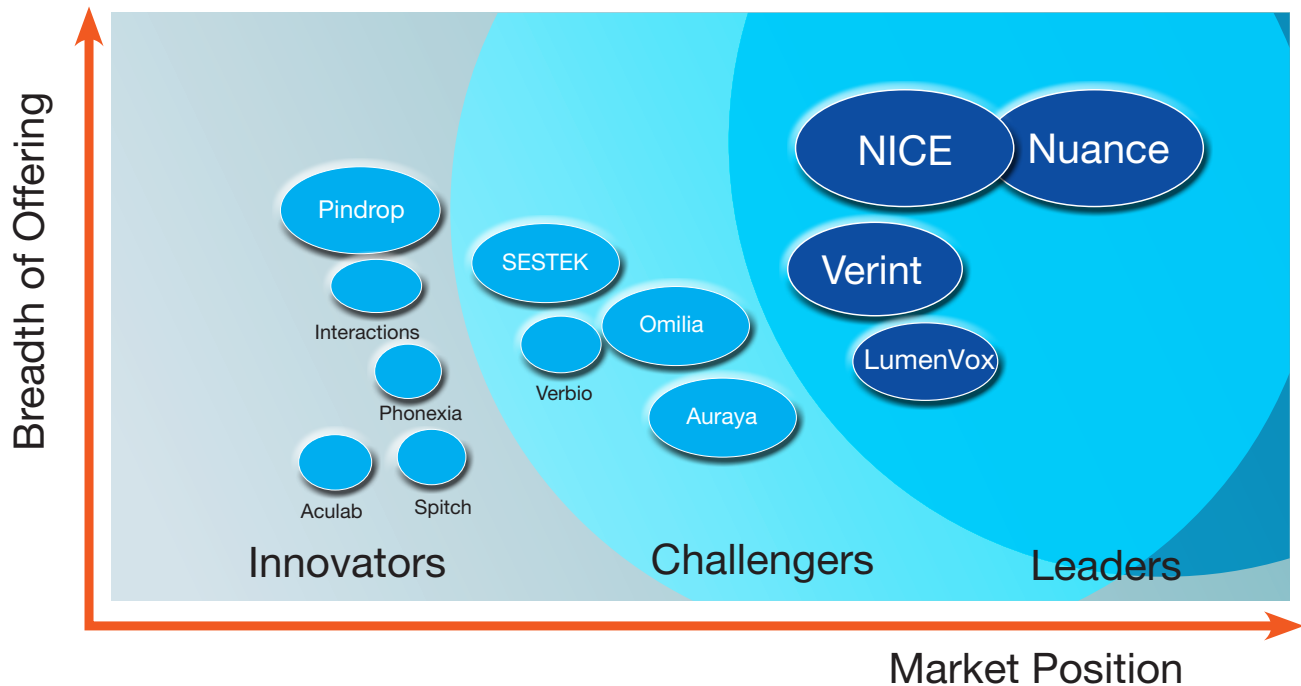 Breadth of Offering
NICE
Nuance
Pindrop
SESTEK
Verint
Interactions
Omilia
LumenVox
Verbio
Phonexia
Auraya
Aculab
Spitch
Innovators
Challengers
Leaders
Market Position